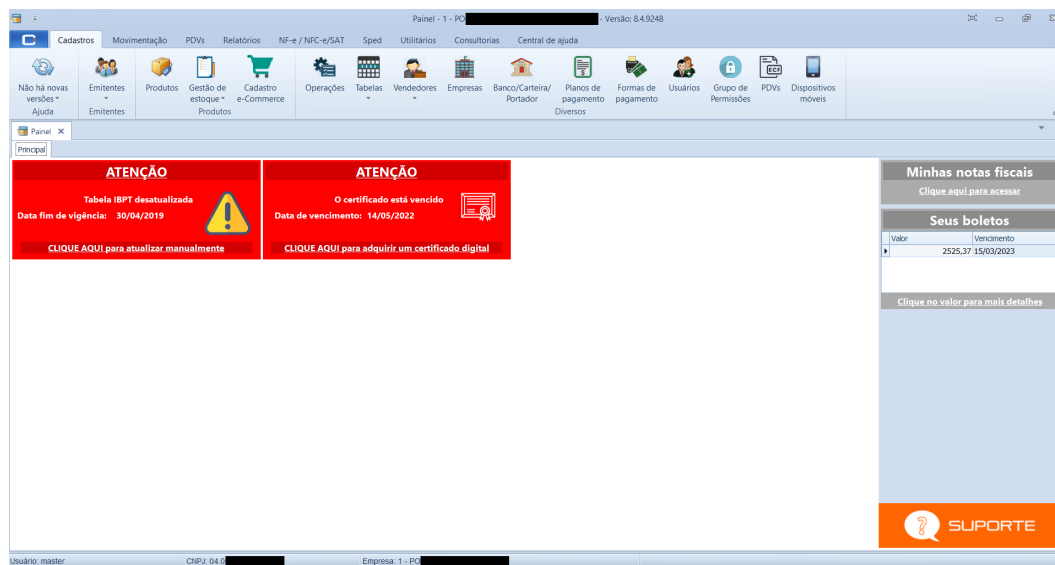 Painel - 1 - PO - Versão: 8.4.9248
Cadastros Movimentação PDVs Relatórios NF-e / NFC-e/SAT Sped Utilitários Consultorias Central de ajuda
Não há novas versões
Emitentes
Produtos
Gestão de estoque
Cadastro e-Commerce
Operações
Tabelas
Vendedores
Empresas
Banco/Carteira/ Portador
Planos de pagamento
Formas de pagamento
Usuários
Grupo de Permissões
ECF
PDVs
Dispositivos móveis
Ajuda Emitentes Produtos Diversos
Painel
Principal
ATENÇÃO
Tabela IBPT desatualizada
Data fim de vigência: 30/04/2019
CLIQUE AQUI para atualizar manualmente
ATENÇÃO
O certificado está vencido
Data de vencimento: 14/05/2022
CLIQUE AQUI para adquirir um certificado digital
Minhas notas fiscais
Clique aqui para acessar
Seus boletos
Valor Vencimento
2525,37 15/03/2023
Clique no valor para mais detalhes
SUPORTE
Usuário: master CNPJ: 04.0 Empresa: 1 - PO